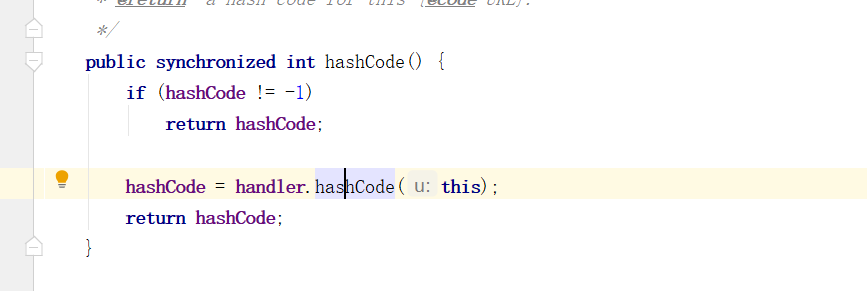 * @return  a hash code for this {@code URL}.
*/
public synchronized int hashCode() {
if (hashCode != -1)
return hashCode;
hashCode = handler.hashCode( u: this);
return hashCode;
}